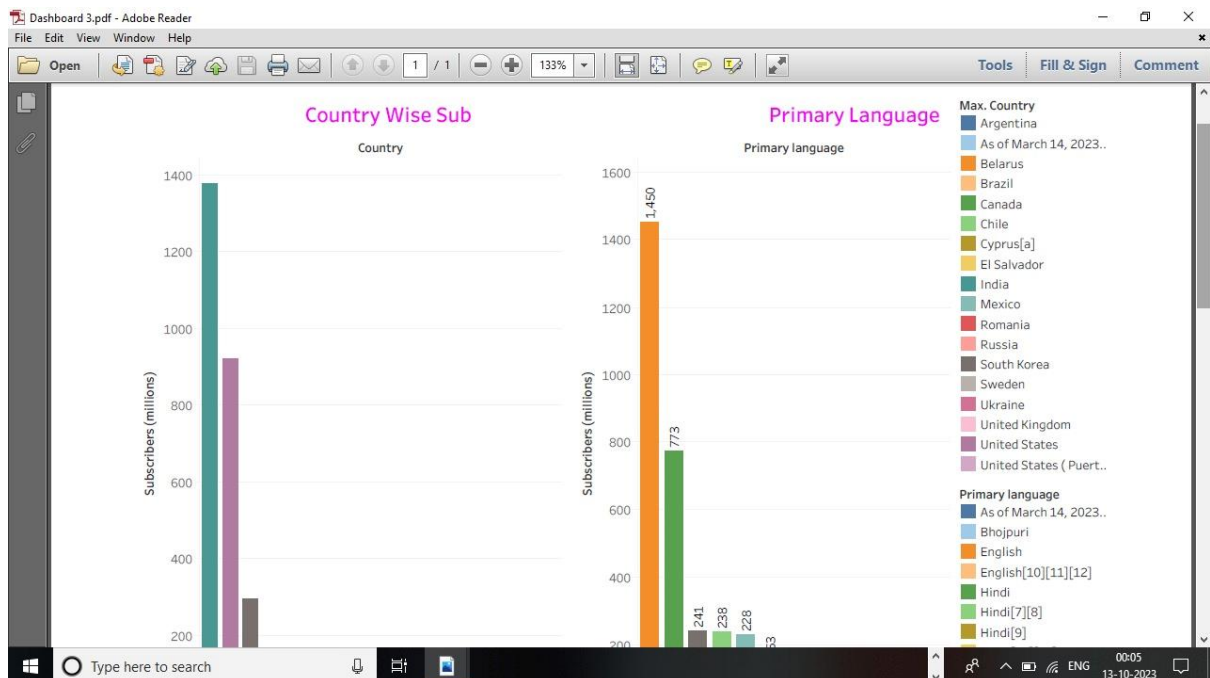 Dashboard 3.pdf - Adobe Reader
File Edit View Window Help
Open
1 / 1
133%
Tools Fill & Sign Comment
Country Wise Sub
Country
1400
1200
1000
800
600
400
200
Subscribers (millions)
Primary Language
Primary language
1600
1400
1200
1000
800
600
400
200
Subscribers (millions)
1,450
773
241
238
228
Max. Country
Argentina
As of March 14, 2023..
Belarus
Brazil
Canada
Chile
Cyprus[a]
El Salvador
India
Mexico
Romania
Russia
South Korea
Sweden
Ukraine
United Kingdom
United States
United States ( Puert..
Primary language
As of March 14, 2023..
Bhojpuri
English
English[10][11][12]
Hindi
Hindi[7][8]
Hindi[9]
Type here to search
ENG
00:05
13-10-2023